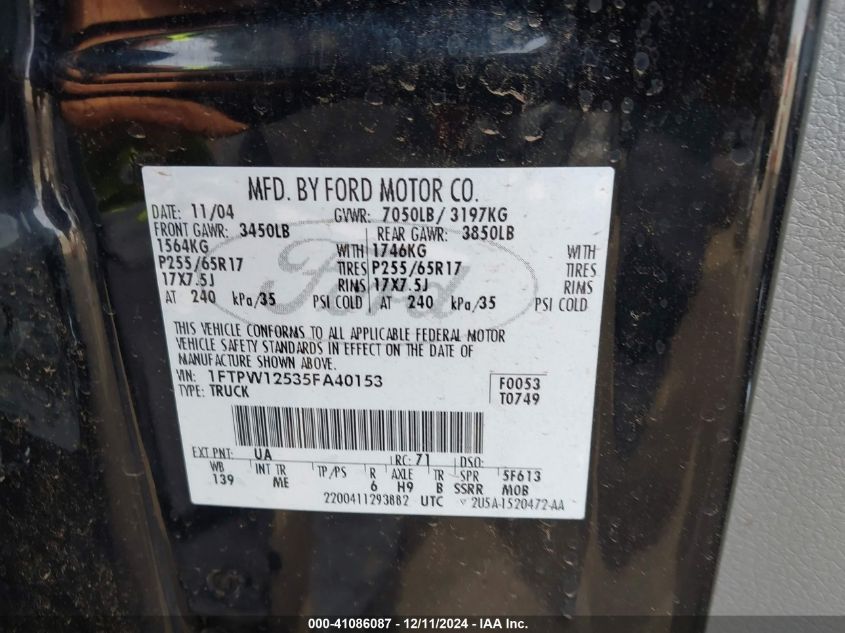 MFD. BY FORD MOTOR CO.
DATE: 11/04 GVWR: 7050LB/ 3197KG
FRONT GAWR: 3450LB REAR GAWR: 3850LB
1564KG WITH 1746KG WITH
P255/65R17 TIRES P255/65R17 TIRES
17X7.5J RIMS 17X7.5J RIMS
AT 240 kPa/35 PSI COLD AT 240 kPa/35 PSI COLD
Ford
THIS VEHICLE CONFORMS TO ALL APPLICABLE FEDERAL MOTOR
VEHICLE SAFETY STANDARDS IN EFFECT ON THE DATE OF
MANUFACTURE SHOWN ABOVE.
VIN: 1FTPW12535FA40153 F0053
TYPE: TRUCK T0749
EXT PNT: UA RC: 71 DSO:
WB INT TR TP/PS R AXLE TR SPR 5F613
139 ME 6 H9 B SSRR MOB
2200411293882 UTC 2U5A-1520472-AA
000-41086087 - 12/11/2024 - IAA Inc.